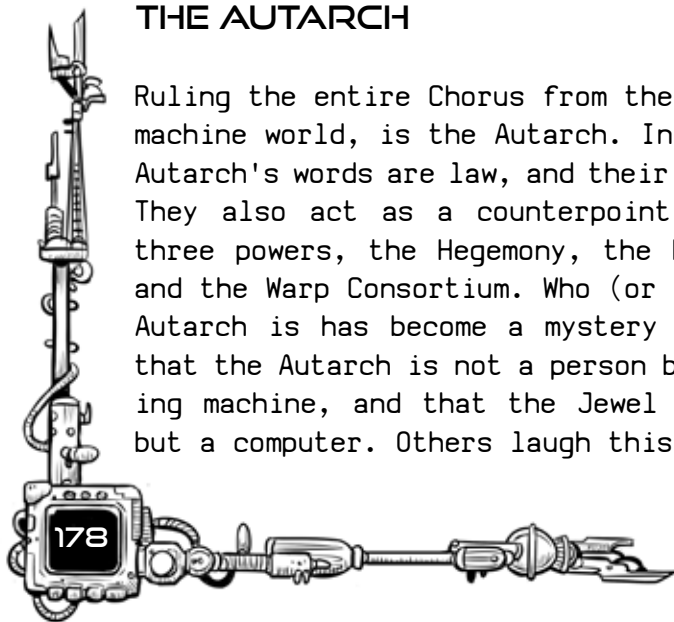 THE AUTARCH
Ruling the entire Chorus from the
machine world, is the Autarch. In
Autarch's words are law, and their
They also act as a counterpoint
three powers, the Hegemony, the
and the Warp Consortium. Who (or
Autarch is has become a mystery
that the Autarch is not a person b
ing machine, and that the Jewel
but a computer. Others laugh this
178